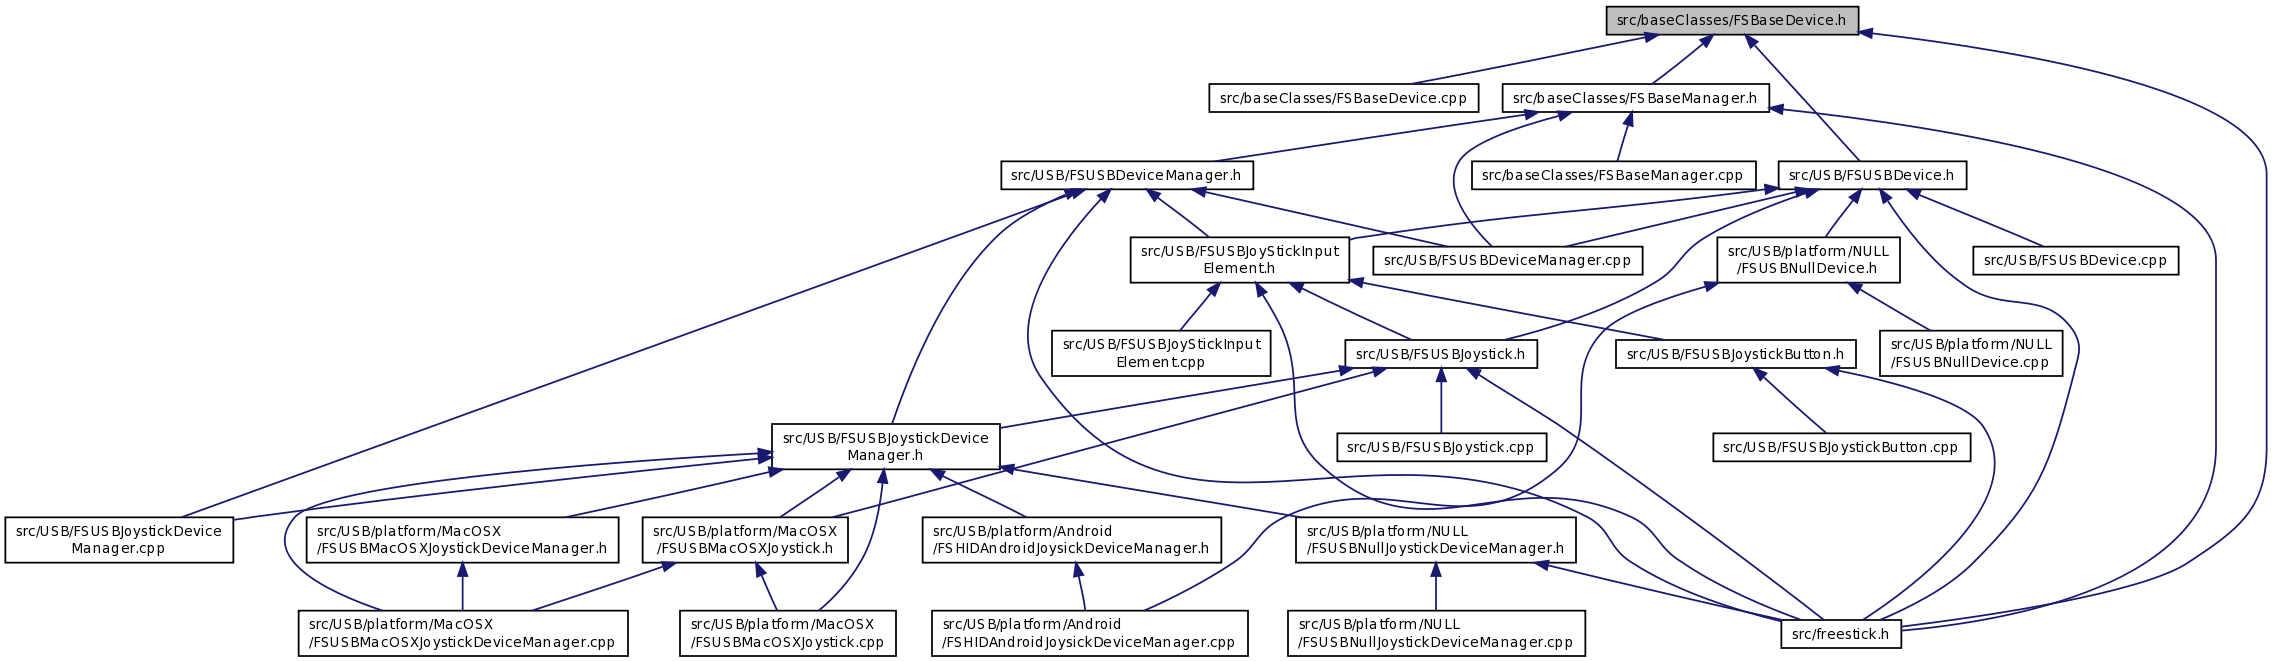 src/baseClasses/FSBaseDevice.h
src/baseClasses/FSBaseDevice.cpp
src/baseClasses/FSBaseManager.h
src/USB/FSUSBDeviceManager.h
src/baseClasses/FSBaseManager.cpp
src/USB/FSUSBDevice.h
src/USB/FSUSBJoyStickInput
Element.h
src/USB/FSUSBDeviceManager.cpp
src/USB/platform/NULL
/FSUSBNullDevice.h
src/USB/FSUSBDevice.cpp
src/USB/FSUSBJoyStickInput
Element.cpp
src/USB/FSUSBJoystick.h
src/USB/FSUSBJoystickButton.h
src/USB/platform/NULL
/FSUSBNullDevice.cpp
src/USB/FSUSBJoystickDevice
Manager.h
src/USB/FSUSBJoystick.cpp
src/USB/FSUSBJoystickButton.cpp
src/USB/FSUSBJoystickDevice
Manager.cpp
src/USB/platform/MacOSX
/FSUSBMacOSXJoystickDeviceManager.h
src/USB/platform/MacOSX
/FSUSBMacOSXJoystick.h
src/USB/platform/Android
/FSHIDAndroidJoysickDeviceManager.h
src/USB/platform/NULL
/FSUSBNullJoystickDeviceManager.h
src/USB/platform/MacOSX
/FSUSBMacOSXJoystickDeviceManager.cpp
src/USB/platform/MacOSX
/FSUSBMacOSXJoystick.cpp
src/USB/platform/Android
/FSHIDAndroidJoysickDeviceManager.cpp
src/USB/platform/NULL
/FSUSBNullJoystickDeviceManager.cpp
src/freestick.h